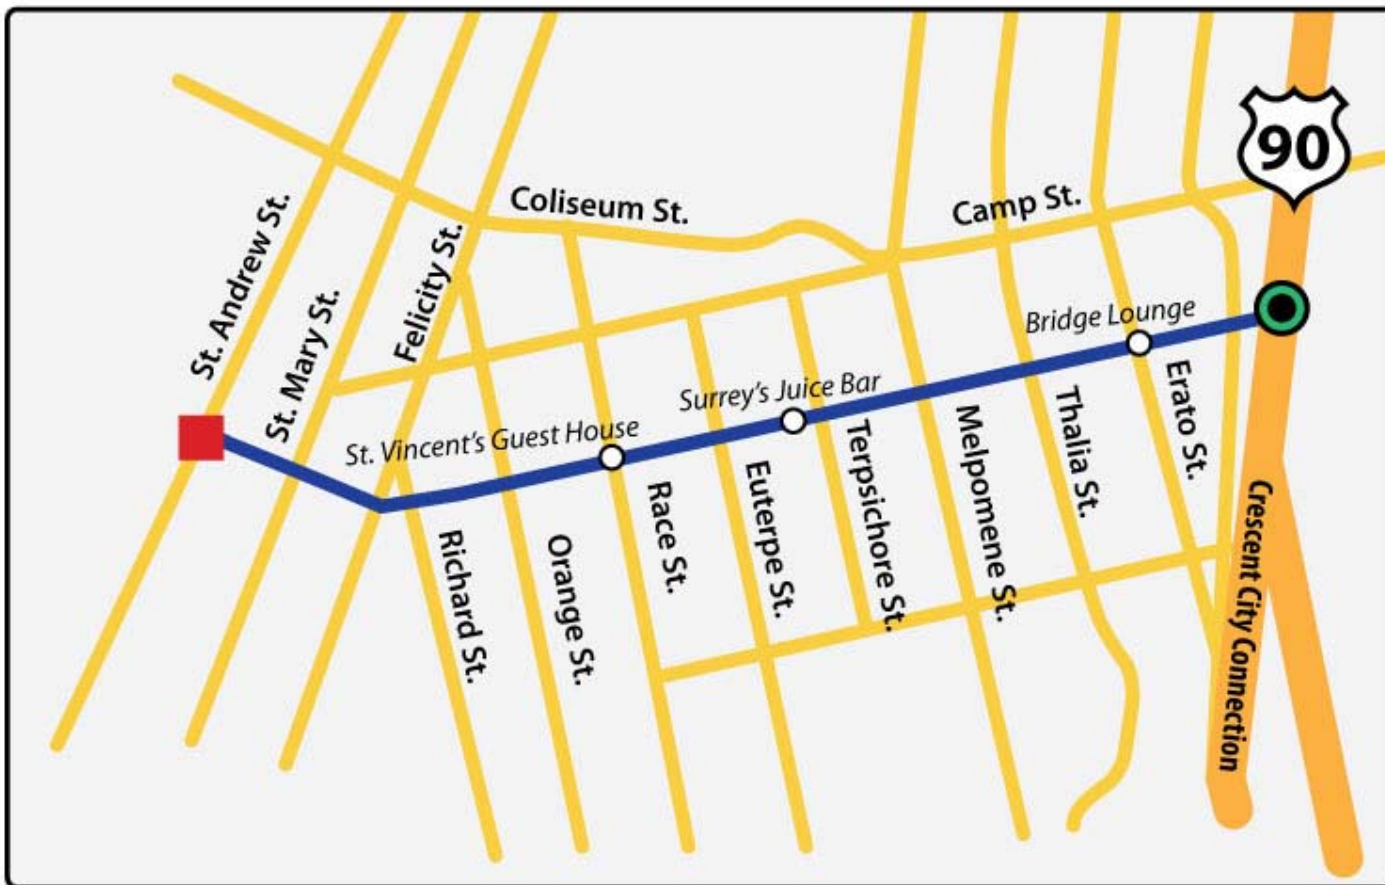 90
Coliseum St.
Camp St.
St. Andrew St.
St. Mary St.
Felicity St.
Bridge Lounge
Surrey's Juice Bar
St. Vincent's Guest House
Richard St.
Orange St.
Race St.
Euterpe St.
Terpsichore St.
Melpomene St.
Thalia St.
Erato St.
Crescent City Connection